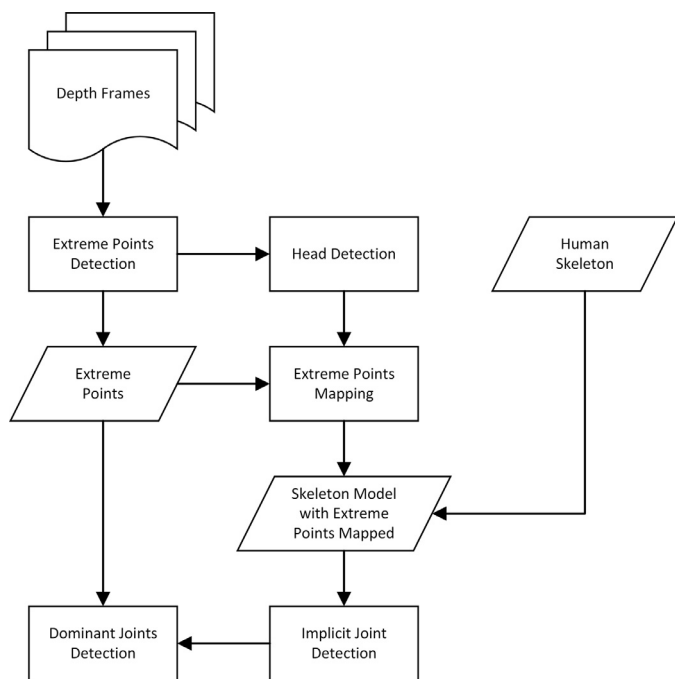 Depth Frames
Extreme Points
Detection
Head Detection
Human
Skeleton
Extreme
Points
Extreme Points
Mapping
Skeleton Model
with Extreme
Points Mapped
Dominant Joints
Detection
Implicit Joint
Detection